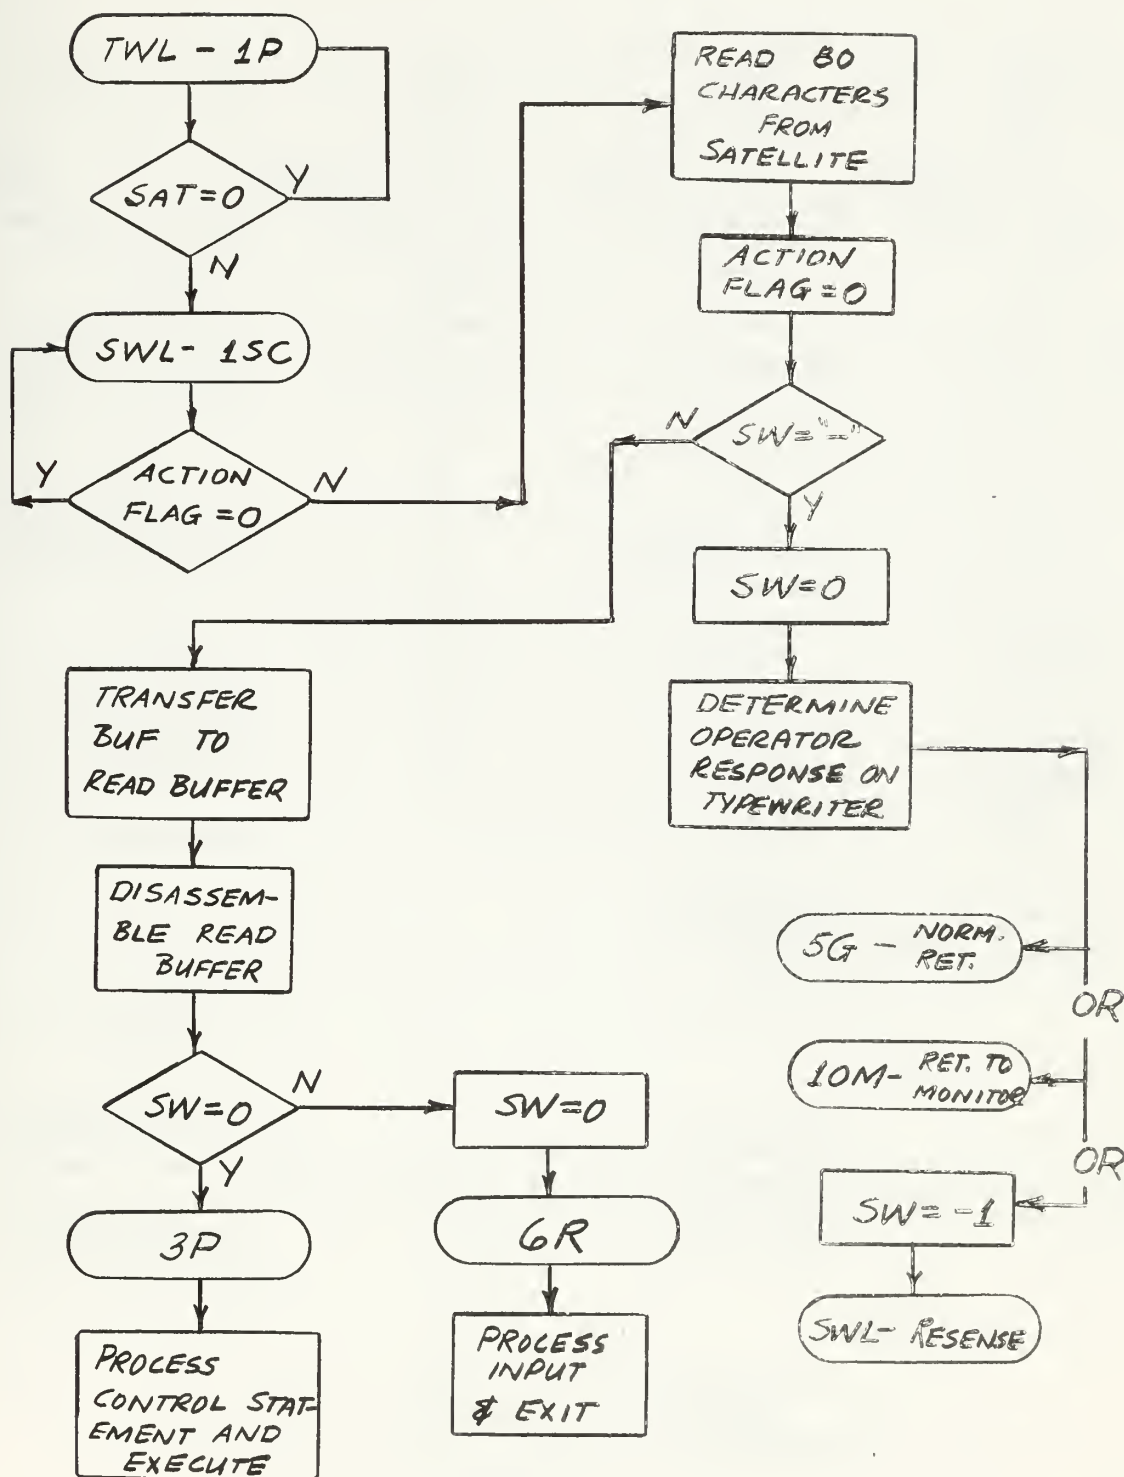 TWL - 1P
SAT=0
Y
N
SWL- 1SC
ACTION
FLAG=0
Y
N
READ 80
CHARACTERS
FROM
SATELLITE
ACTION
FLAG=0
SW="-"
N
Y
SW=0
DETERMINE
OPERATOR
RESPONSE ON
TYPEWRITER
5G - NORM.
RET.
OR
10M- RET. TO
MONITOR
OR
SW= -1
SWL- RESENSE
TRANSFER
BUF TO
READ BUFFER
DISASSEM-
BLE READ
BUFFER
SW=0
N
Y
SW=0
3P
6R
PROCESS
CONTROL STAT-
EMENT AND
EXECUTE
PROCESS
INPUT
& EXIT